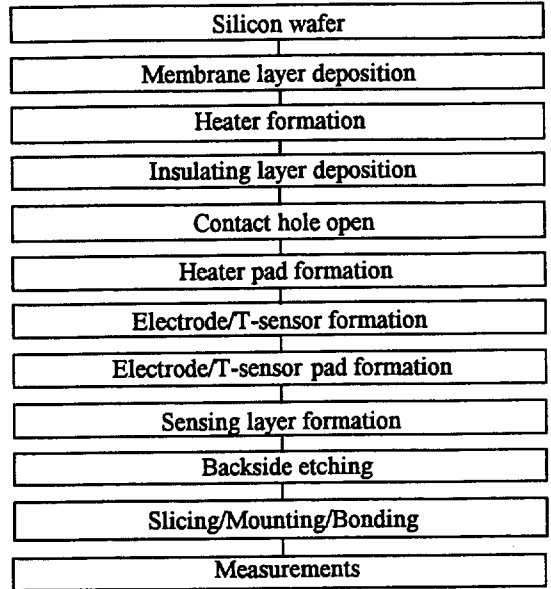 Silicon wafer
Membrane layer deposition
Heater formation
Insulating layer deposition
Contact hole open
Heater pad formation
Electrode/T-sensor formation
Electrode/T-sensor pad formation
Sensing layer formation
Backside etching
Slicing/Mounting/Bonding
Measurements